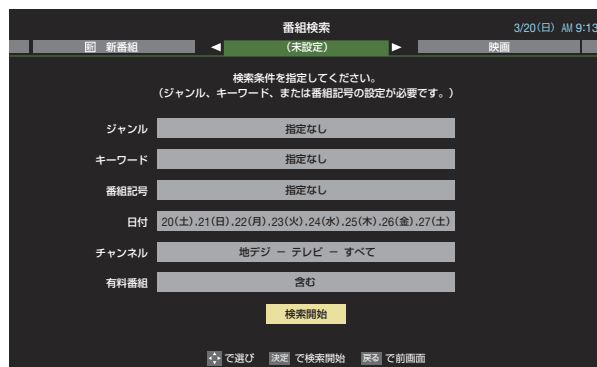 番組検索
3/20(日) AM 9:13
新 新番組
(未設定)
映画
検索条件を指定してください。
(ジャンル、キーワード、または番組記号の設定が必要です。)
ジャンル 指定なし
キーワード 指定なし
番組記号 指定なし
日付 20(土).21(日).22(月).23(火).24(水).25(木).26(金).27(土)
チャンネル 地デジ － テレビ － すべて
有料番組 含む
検索開始
で選び 決定 で検索開始 戻る で前画面